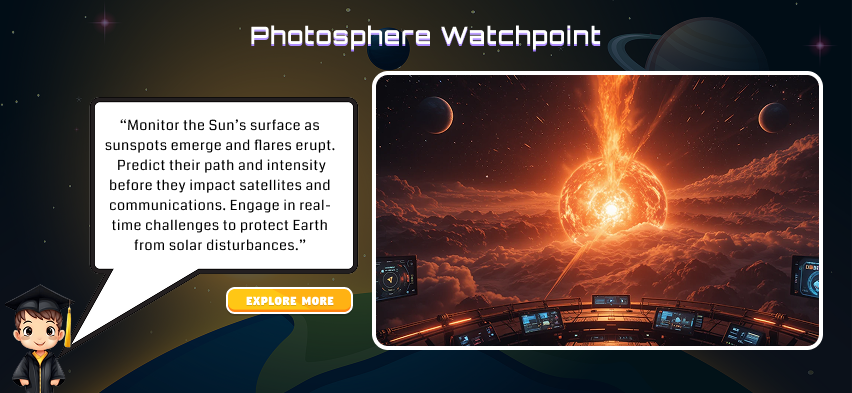 Photosphere Watchpoint
“Monitor the Sun’s surface as
sunspots emerge and flares erupt.
Predict their path and intensity
before they impact satellites and
communications. Engage in real-
time challenges to protect Earth
from solar disturbances.”
EXPLORE MORE